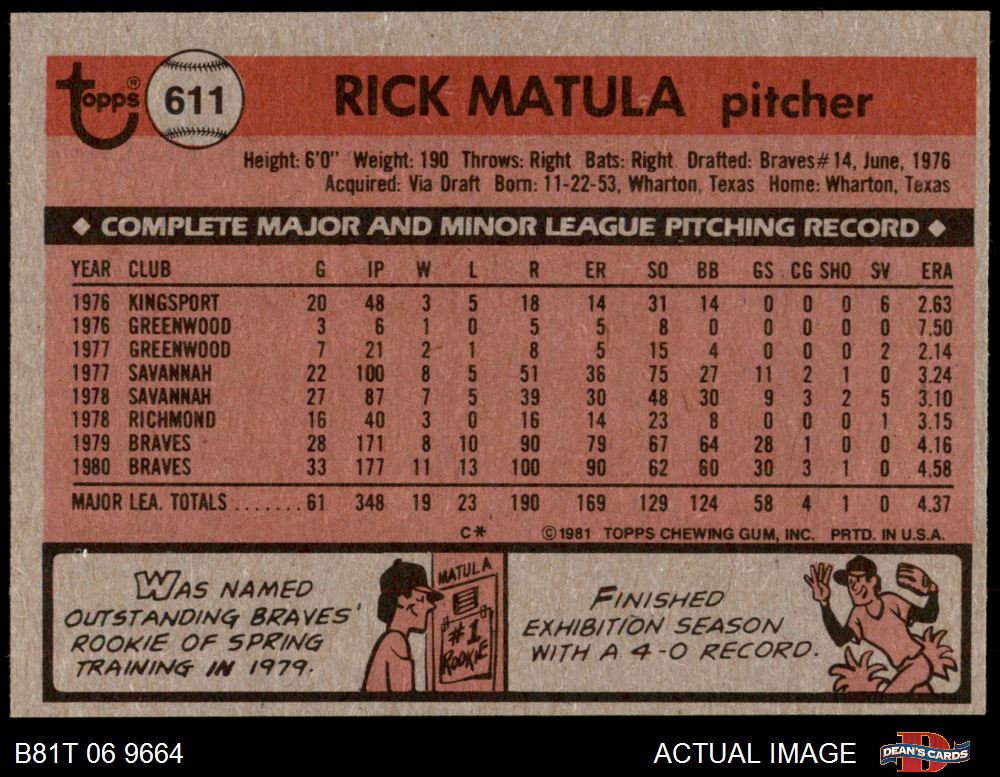 topps® 611 RICK MATULA pitcher
Height: 6'0" Weight: 190 Throws: Right Bats: Right Drafted: Braves#14, June, 1976
Acquired: Via Draft Born: 11-22-53, Wharton, Texas Home: Wharton, Texas
◆ COMPLETE MAJOR AND MINOR LEAGUE PITCHING RECORD ◆
YEAR CLUB G IP W L R ER SO BB GS CG SHO SV ERA
1976 KINGSPORT 20 48 3 5 18 14 31 14 0 0 0 6 2.63
1976 GREENWOOD 3 6 1 0 5 5 8 0 0 0 0 0 7.50
1977 GREENWOOD 7 21 2 1 8 5 15 4 0 0 0 2 2.14
1977 SAVANNAH 22 100 8 5 51 36 75 27 11 2 1 0 3.24
1978 SAVANNAH 27 87 7 5 39 30 48 30 9 3 2 5 3.10
1978 RICHMOND 16 40 3 0 16 14 23 8 0 0 0 1 3.15
1979 BRAVES 28 171 8 10 90 79 67 64 28 1 0 0 4.16
1980 BRAVES 33 177 11 13 100 90 62 60 30 3 1 0 4.58
MAJOR LEA. TOTALS .......61 348 19 23 190 169 129 124 58 4 1 0 4.37
C* ©1981 TOPPS CHEWING GUM, INC. PRTD. IN U.S.A.
WAS NAMED
OUTSTANDING BRAVES'
ROOKIE OF SPRING
TRAINING IN 1979.
MATULA
#1
ROOKIE
FINISHED
EXHIBITION SEASON
WITH A 4-0 RECORD.
B81T 06 9664 ACTUAL IMAGE DEAN'S CARDS